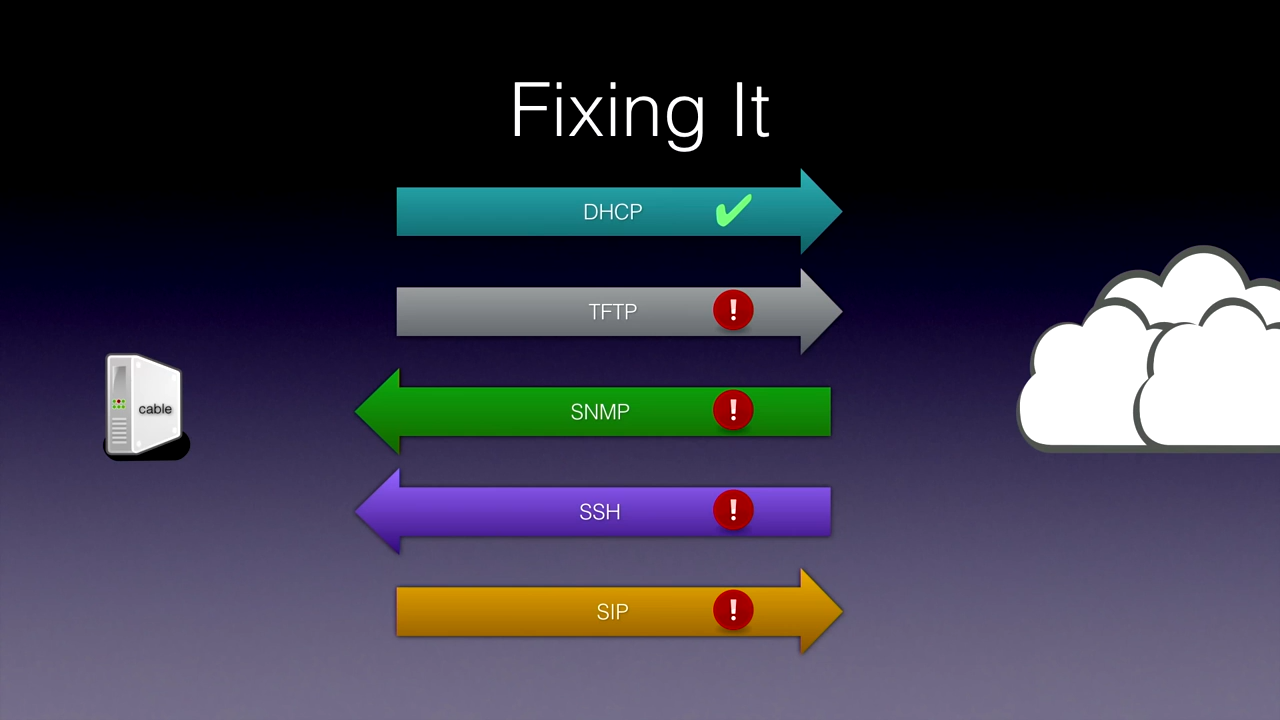 Fixing It
DHCP
TFTP
SNMP
cable
SSH
SIP